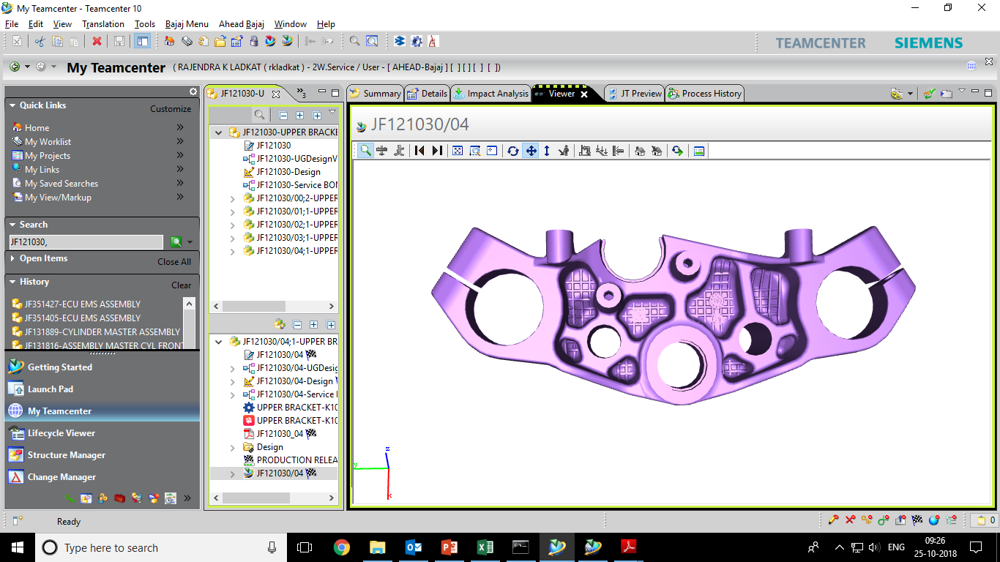 My Teamcenter - Teamcenter 10
File Edit View Translation Tools Bajaj Menu Ahead Bajaj Window Help
TEAMCENTER SIEMENS
My Teamcenter ( RAJENDRA K LADKAT ( rkladkat ) - 2W.Service / User - [ AHEAD-Bajaj ] [ ] [ ] [ ] [ ])
Quick Links
Customize
Home
My Worklist
My Projects
My Links
My Saved Searches
My View/Markup
Search
JF121030,
Open Items
Close All
History
Clear
JF351427-ECU EMS ASSEMBLY
JF351405-ECU EMS ASSEMBLY
JF131889-CYLINDER MASTER ASSEMBLY
JF131816-ASSEMBLY MASTER CYL FRONT
Getting Started
Launch Pad
My Teamcenter
Lifecycle Viewer
Structure Manager
Change Manager
JF121030-U
3
JF121030-UPPER BRACKE
JF121030
JF121030-UGDesignV
JF121030-Design
JF121030-Service BOM
JF121030/00;2-UPPER
JF121030/01;1-UPPER
JF121030/02;1-UPPER
JF121030/03;1-UPPER
JF121030/04;1-UPPER
JF121030/04;1-UPPER BR
JF121030/04
JF121030/04-UGDesig
JF121030/04-Design
JF121030/04-Service
UPPER BRACKET-K10
UPPER BRACKET-K10
JF121030_04
Design
PRODUCTION RELEA
JF121030/04
Summary Details Impact Analysis Viewer JT Preview Process History
JF121030/04
z
y
x
Ready
0
Type here to search
ENG
09:26
25-10-2018